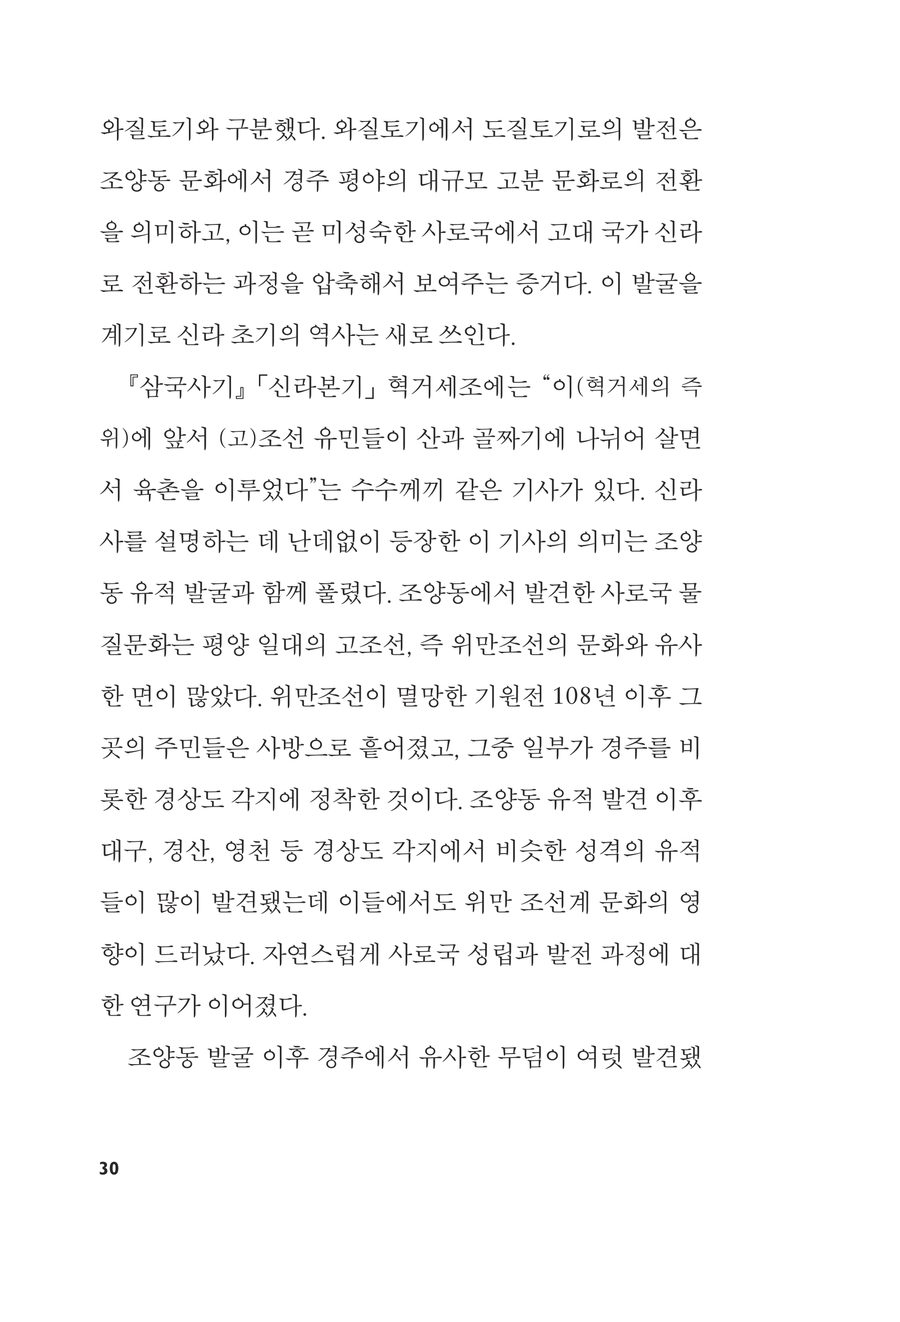 와질토기와 구분했다. 와질토기에서 도질토기로의 발전은
조양동 문화에서 경주 평야의 대규모 고분 문화로의 전환
을 의미하고, 이는 곧 미성숙한 사로국에서 고대 국가 신라
로 전환하는 과정을 압축해서 보여주는 증거다. 이 발굴을
계기로 신라 초기의 역사는 새로 쓰인다.
『삼국사기』「신라본기」 혁거세조에는 “이(혁거세의 즉
위)에 앞서 (고)조선 유민들이 산과 골짜기에 나뉘어 살면
서 육촌을 이루었다”는 수수께끼 같은 기사가 있다. 신라
사를 설명하는 데 난데없이 등장한 이 기사의 의미는 조양
동 유적 발굴과 함께 풀렸다. 조양동에서 발견한 사로국 물
질문화는 평양 일대의 고조선, 즉 위만조선의 문화와 유사
한 면이 많았다. 위만조선이 멸망한 기원전 108년 이후 그
곳의 주민들은 사방으로 흩어졌고, 그중 일부가 경주를 비
롯한 경상도 각지에 정착한 것이다. 조양동 유적 발견 이후
대구, 경산, 영천 등 경상도 각지에서 비슷한 성격의 유적
들이 많이 발견됐는데 이들에서도 위만 조선계 문화의 영
향이 드러났다. 자연스럽게 사로국 성립과 발전 과정에 대
한 연구가 이어졌다.
조양동 발굴 이후 경주에서 유사한 무덤이 여럿 발견됐
30